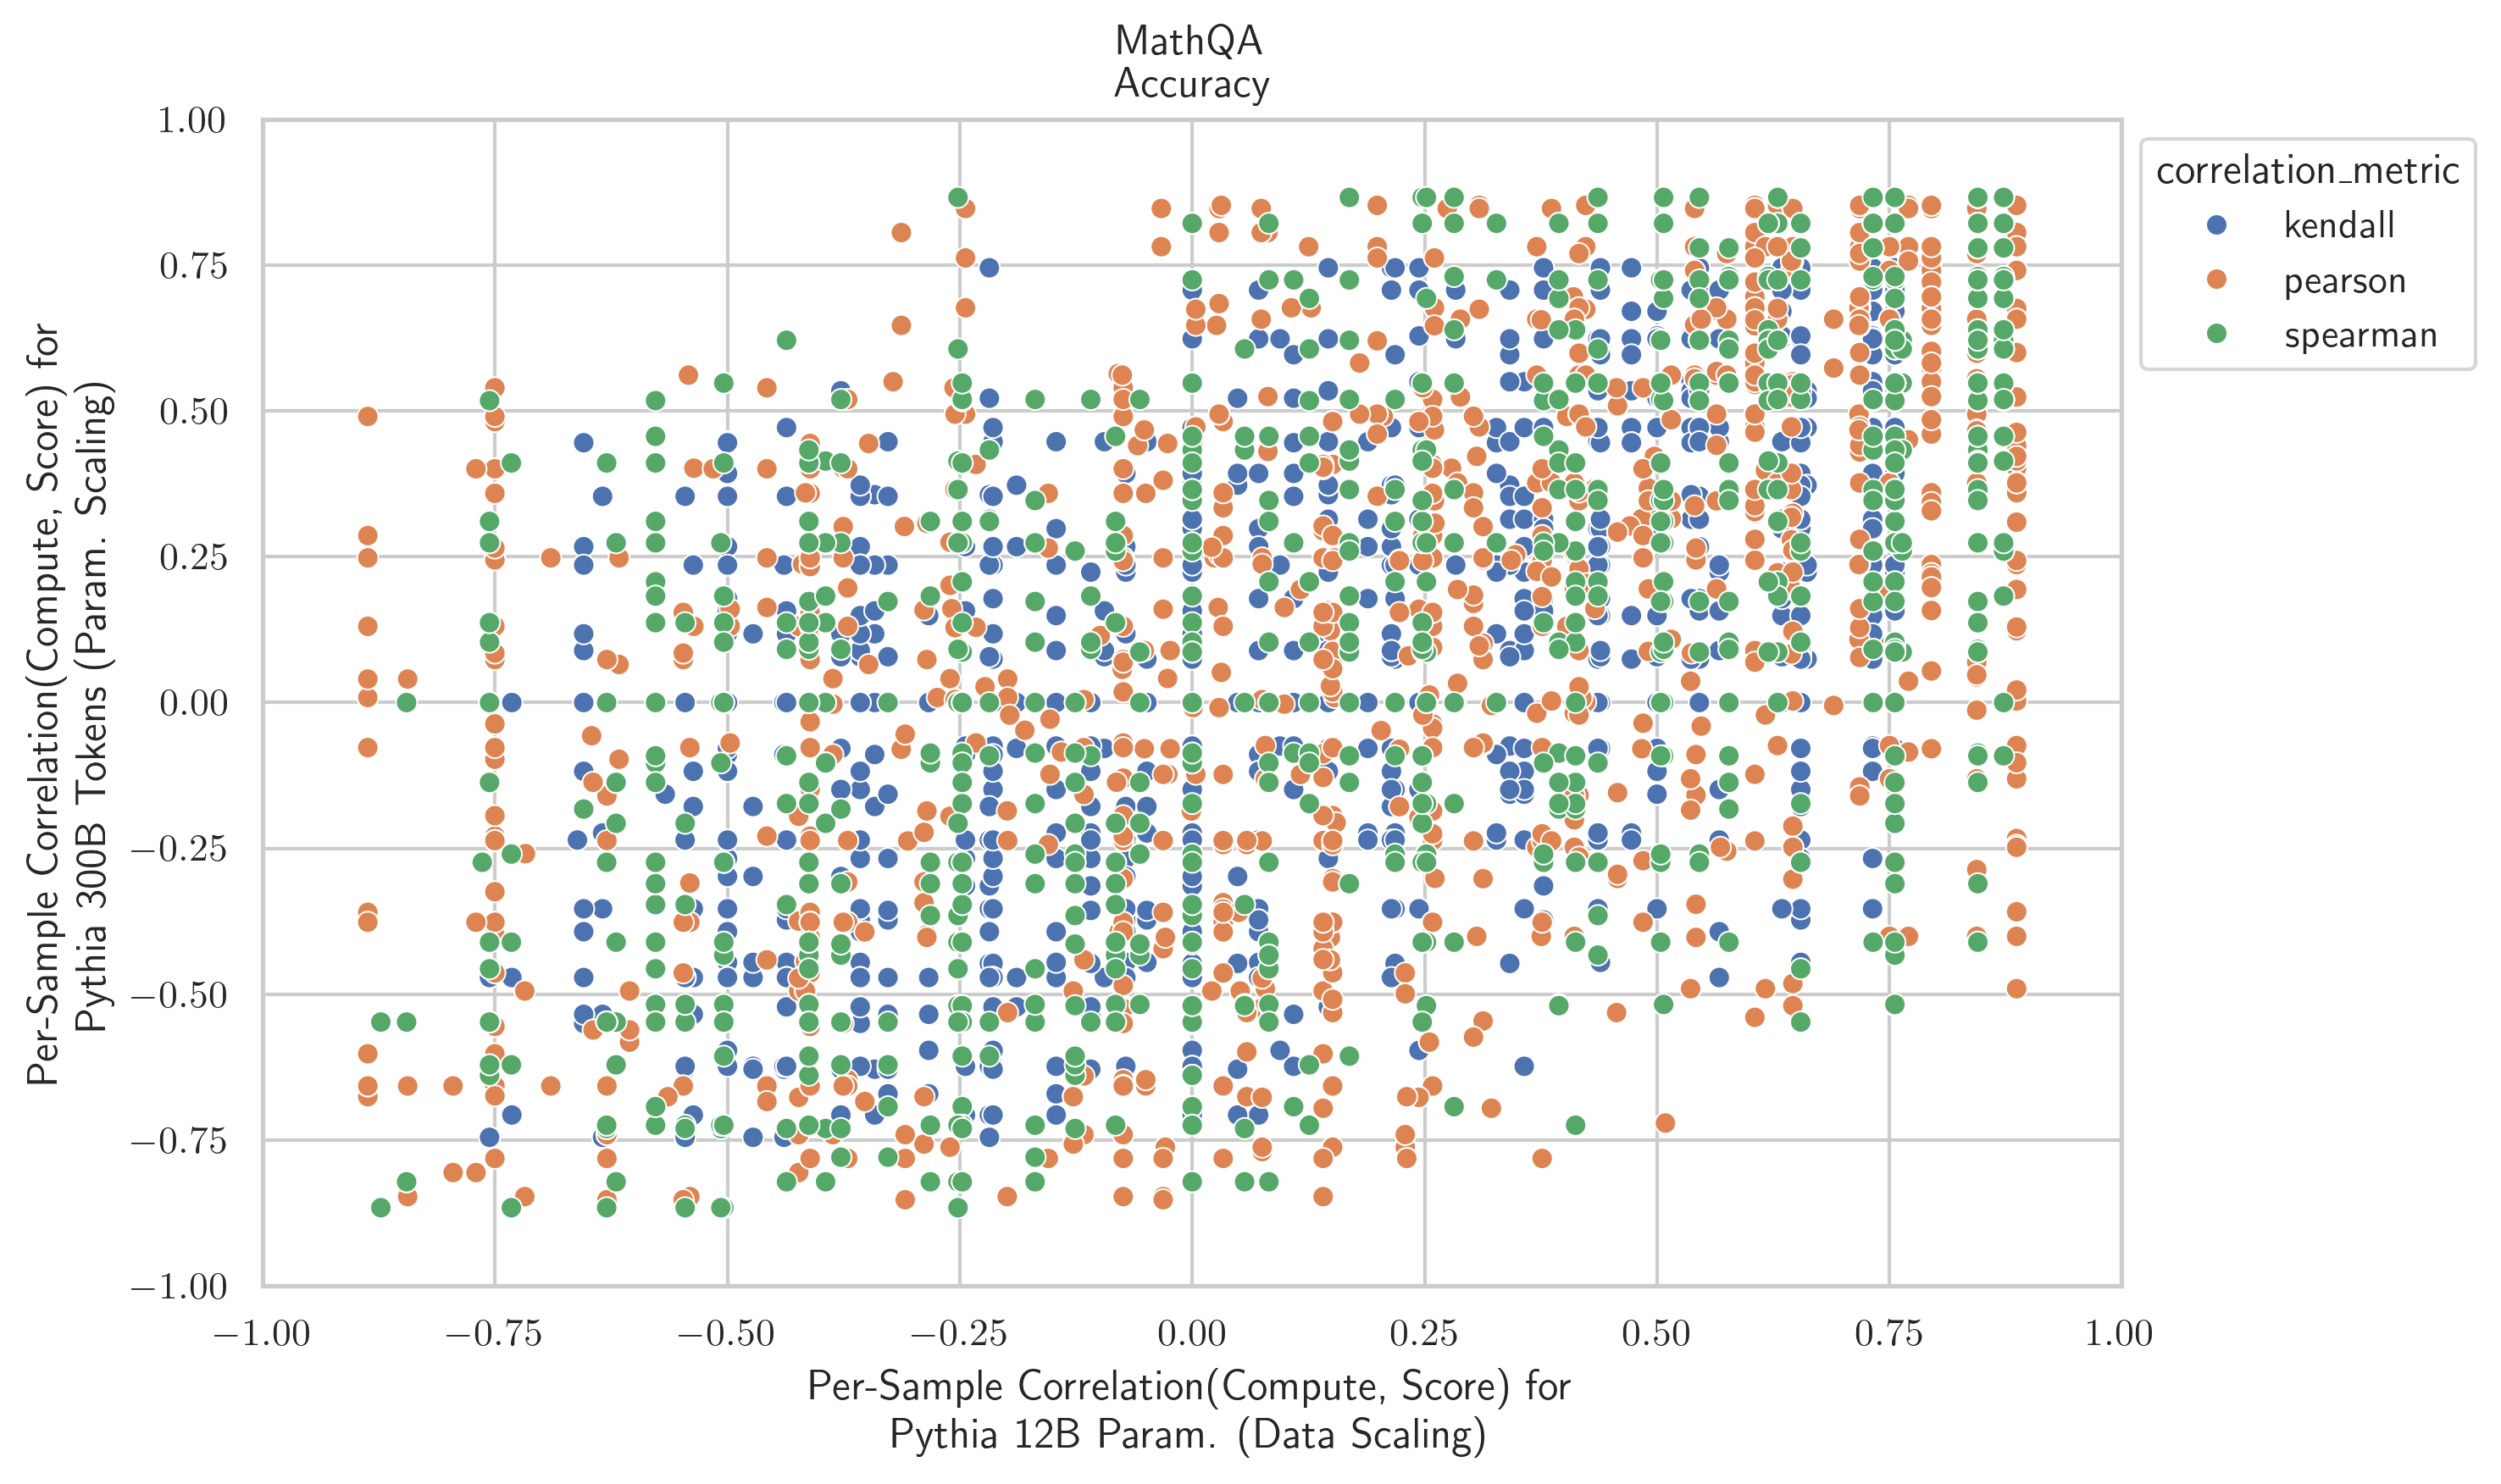 MathQA
Accuracy
Per-Sample Correlation(Compute, Score) for
Pythia 300B Tokens (Param. Scaling)
1.00
0.75
0.50
0.25
0.00
−0.25
−0.50
−0.75
−1.00
−1.00 −0.75 −0.50 −0.25 0.00 0.25 0.50 0.75 1.00
Per-Sample Correlation(Compute, Score) for
Pythia 12B Param. (Data Scaling)
correlation_metric
kendall
pearson
spearman